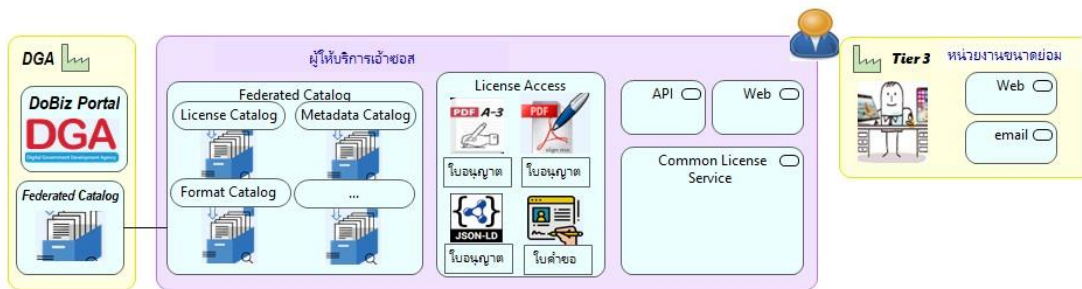 DGA
DoBiz Portal
DGA
Digital Government Development Agency
Federated Catalog
ผู้ให้บริการเอ้าซอส
Federated Catalog
License Catalog
Metadata Catalog
Format Catalog
...
License Access
PDF A-3
PDF
sign me
ใบอนุญาต
ใบอนุญาต
JSON-LD
ใบอนุญาต
ใบคำขอ
API
Web
Common License
Service
Tier 3
หน่วยงานขนาดย่อม
Web
email